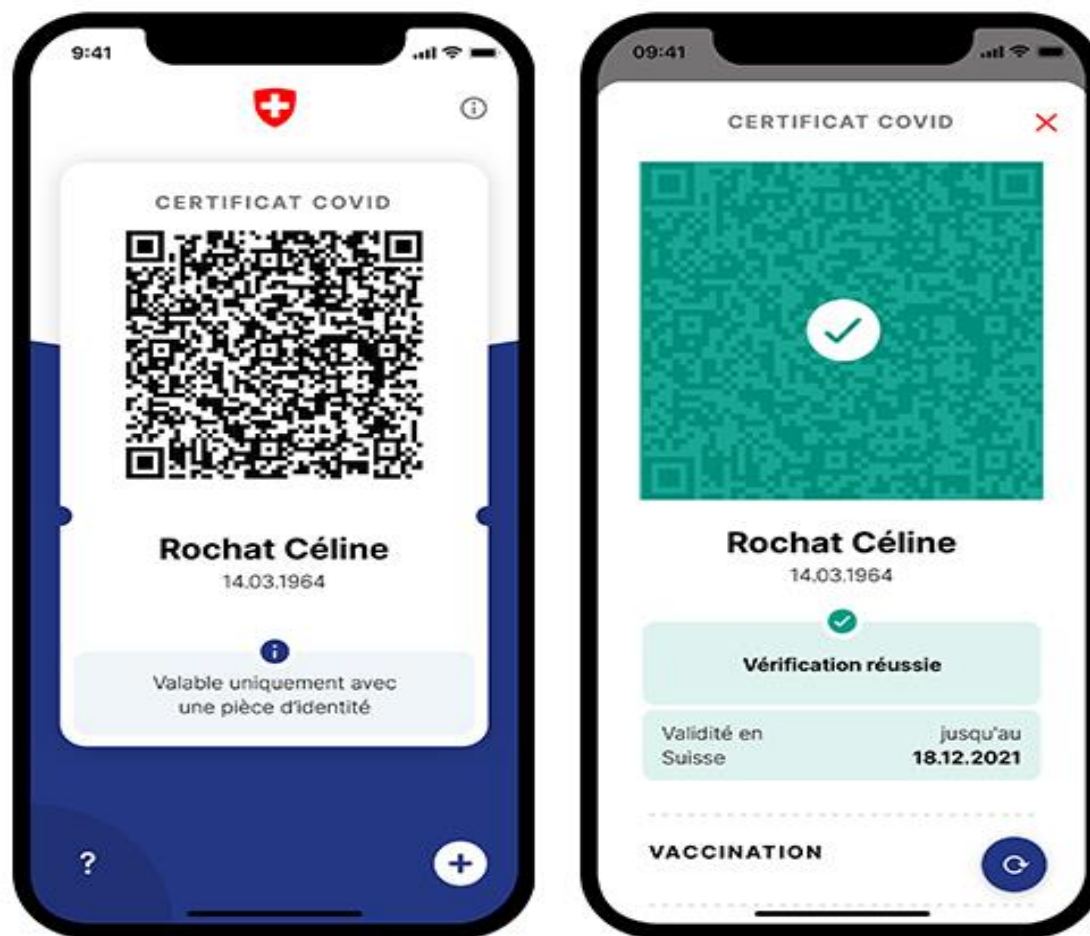 9:41
CERTIFICAT COVID
Rochat Céline
14.03.1964
Valable uniquement avec
une pièce d'identité
?
09:41
CERTIFICAT COVID
Rochat Céline
14.03.1964
Vérification réussie
Validité en
Suisse
jusqu'au
18.12.2021
VACCINATION